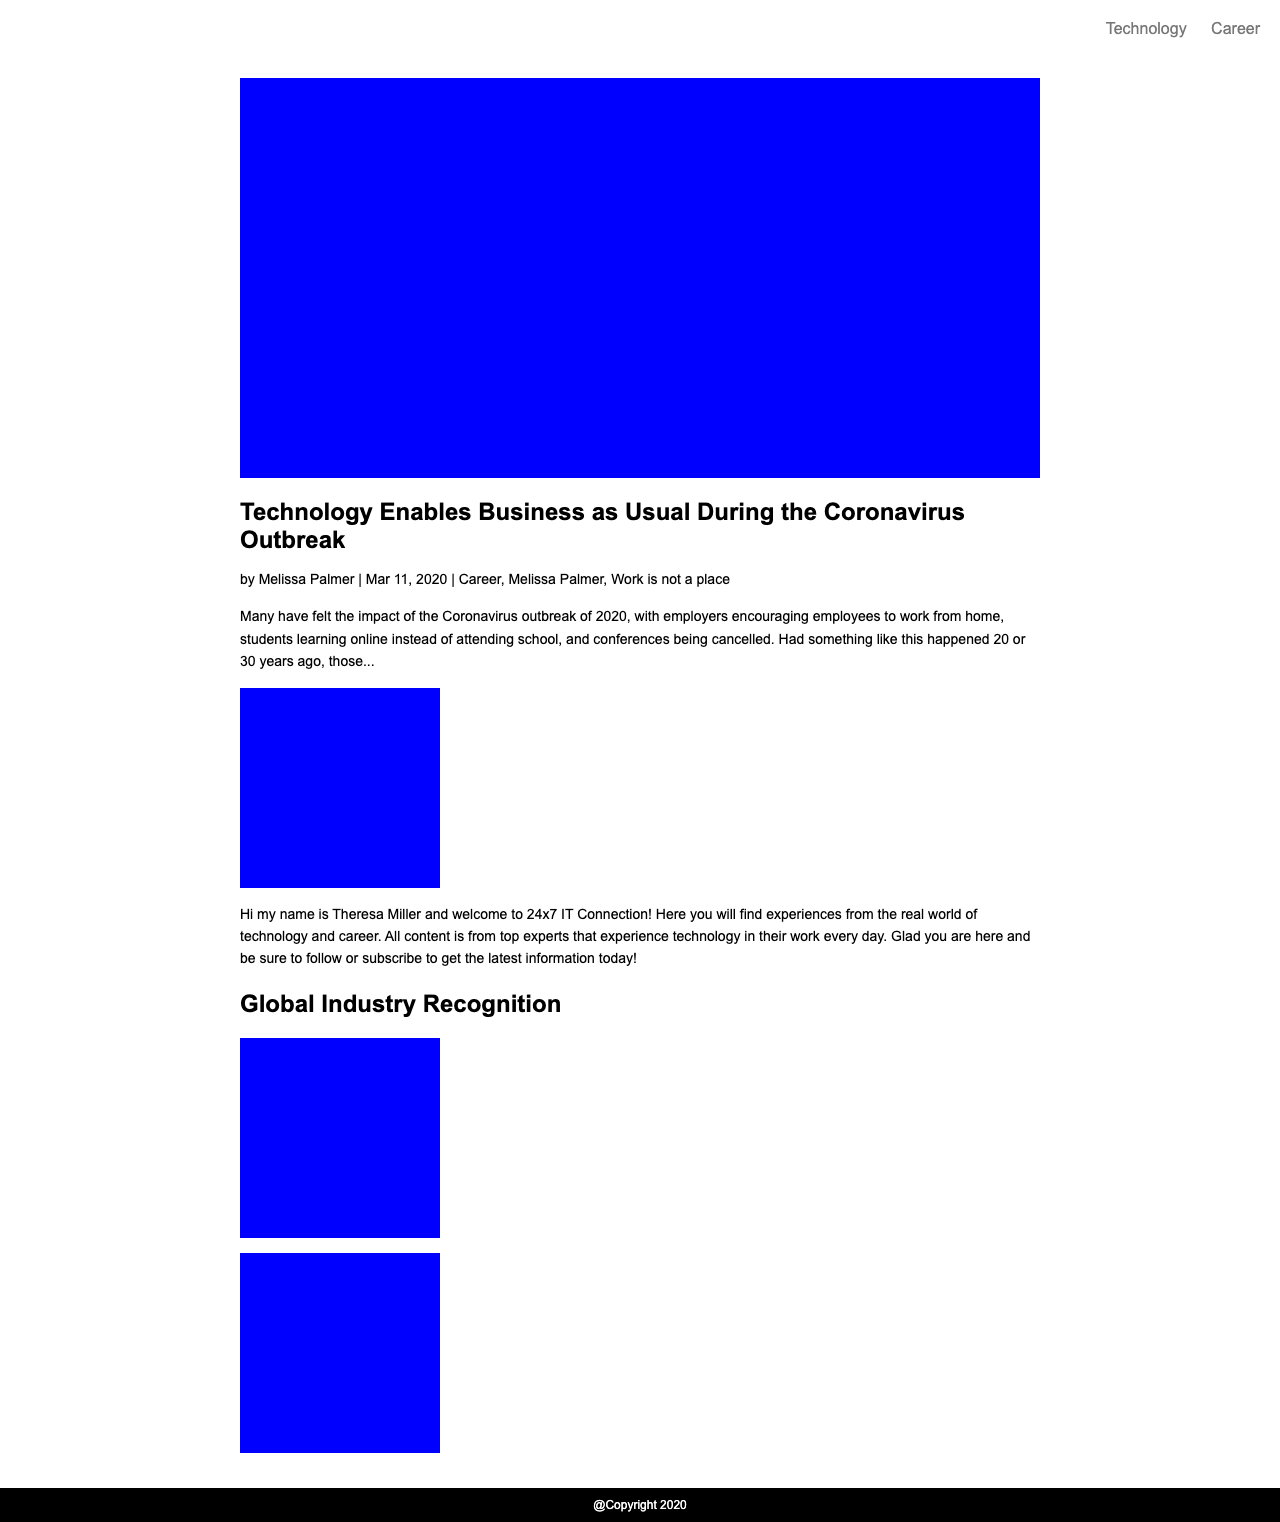 Technology Career
Technology Enables Business as Usual During the Coronavirus
Outbreak
by Melissa Palmer | Mar 11, 2020 | Career, Melissa Palmer, Work is not a place
Many have felt the impact of the Coronavirus outbreak of 2020, with employers encouraging employees to work from home,
students learning online instead of attending school, and conferences being cancelled. Had something like this happened 20 or
30 years ago, those...
Hi my name is Theresa Miller and welcome to 24x7 IT Connection! Here you will find experiences from the real world of
technology and career. All content is from top experts that experience technology in their work every day. Glad you are here and
be sure to follow or subscribe to get the latest information today!
Global Industry Recognition
@Copyright 2020